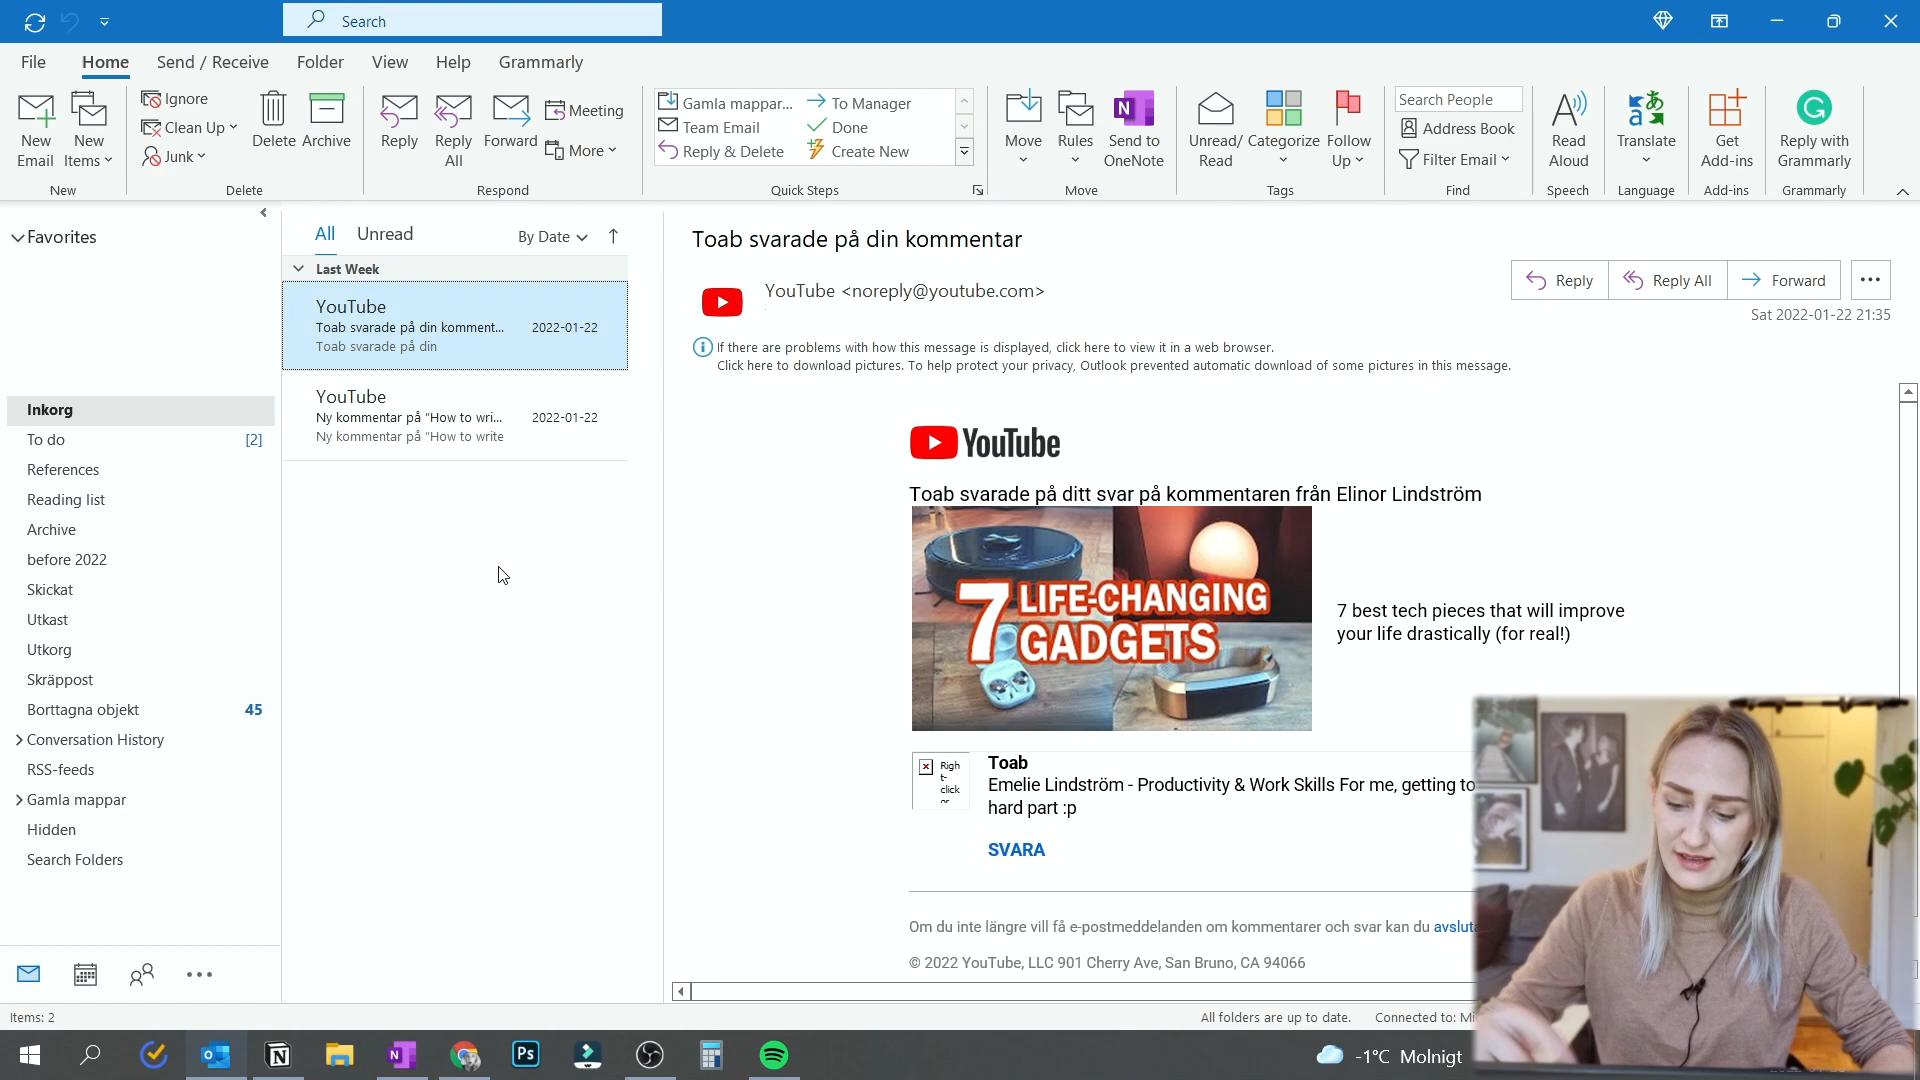 Search
File Home Send / Receive Folder View Help Grammarly
New Email
New Items
New
Ignore
Clean Up
Junk
Delete
Archive
Delete
Reply
Reply All
Forward
Meeting
More
Respond
Gamla mappar...
Team Email
Reply & Delete
To Manager
Done
Create New
Quick Steps
Move
Rules
Send to OneNote
Move
Unread/ Read
Categorize
Follow Up
Tags
Search People
Address Book
Filter Email
Find
Read Aloud
Speech
Translate
Language
Get Add-ins
Add-ins
Reply with Grammarly
Grammarly
Favorites
Inkorg
To do [2]
References
Reading list
Archive
before 2022
Skickat
Utkast
Utkorg
Skräppost
Borttagna objekt 45
Conversation History
RSS-feeds
Gamla mappar
Hidden
Search Folders
All Unread By Date
Last Week
YouTube
Toab svarade på din komment... 2022-01-22
Toab svarade på din
YouTube
Ny kommentar på "How to wri... 2022-01-22
Ny kommentar på "How to write
Toab svarade på din kommentar
YouTube <noreply@youtube.com>
Reply Reply All Forward
Sat 2022-01-22 21:35
If there are problems with how this message is displayed, click here to view it in a web browser.
Click here to download pictures. To help protect your privacy, Outlook prevented automatic download of some pictures in this message.
YouTube
Toab svarade på ditt svar på kommentaren från Elinor Lindström
7 LIFE-CHANGING
GADGETS
7 best tech pieces that will improve
your life drastically (for real!)
Righ
t-
click
or
Toab
Emelie Lindström - Productivity & Work Skills For me, getting to
hard part :p
SVARA
Om du inte längre vill få e-postmeddelanden om kommentarer och svar kan du avsluta
© 2022 YouTube, LLC 901 Cherry Ave, San Bruno, CA 94066
Items: 2
All folders are up to date. Connected to: Mi
N
N
Ps
-1°C Molnigt